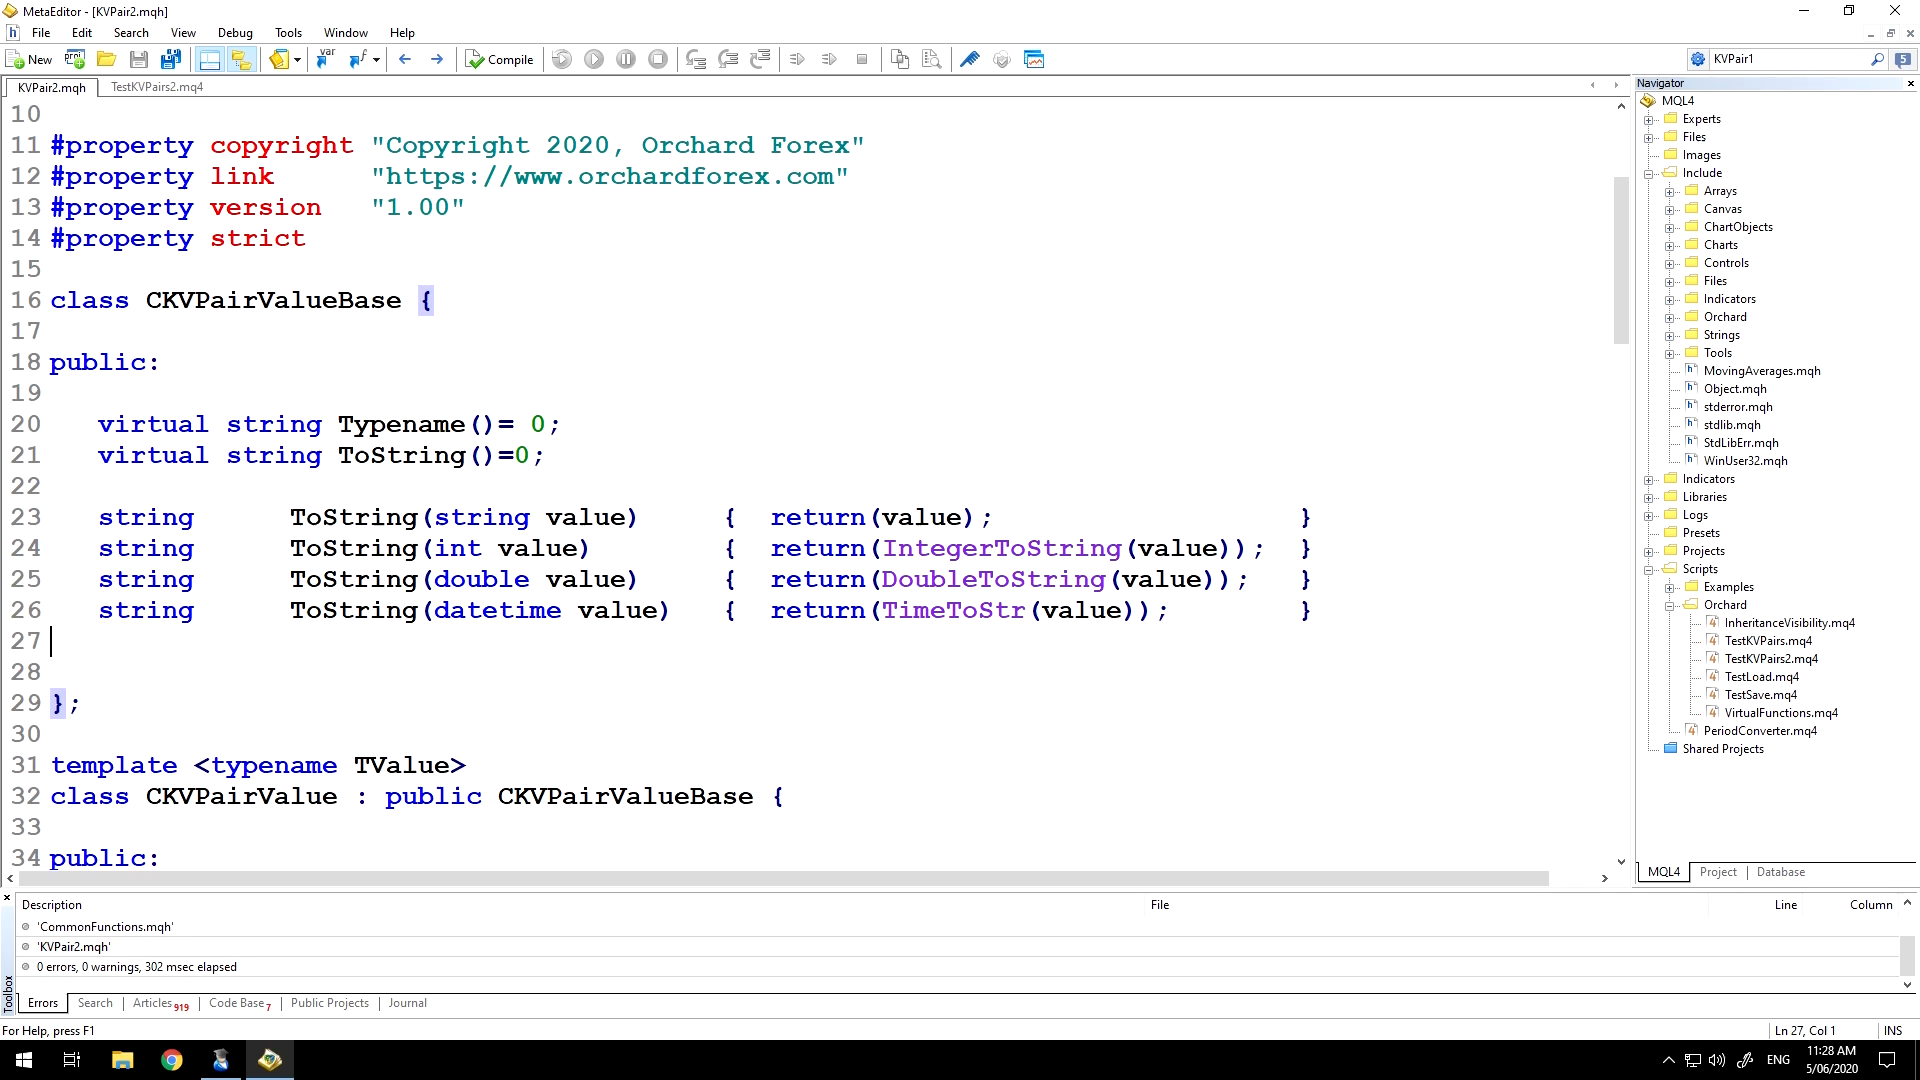 MetaEditor - [KVPair2.mqh]
File Edit Search View Debug Tools Window Help
New Compile KVPair1 5
KVPair2.mqh TestKVPairs2.mq4
10
11 #property copyright "Copyright 2020, Orchard Forex"
12 #property link "https://www.orchardforex.com"
13 #property version "1.00"
14 #property strict
15
16 class CKVPairValueBase {
17
18 public:
19
20 virtual string Typename()= 0;
21 virtual string ToString()=0;
22
23 string ToString(string value) { return(value); }
24 string ToString(int value) { return(IntegerToString(value)); }
25 string ToString(double value) { return(DoubleToString(value)); }
26 string ToString(datetime value) { return(TimeToStr(value)); }
27
28
29 };
30
31 template <typename TValue>
32 class CKVPairValue : public CKVPairValueBase {
33
34 public:
Navigator
MQL4
Experts
Files
Images
Include
Arrays
Canvas
ChartObjects
Charts
Controls
Files
Indicators
Orchard
Strings
Tools
MovingAverages.mqh
Object.mqh
stderror.mqh
stdlib.mqh
StdLibErr.mqh
WinUser32.mqh
Indicators
Libraries
Logs
Presets
Projects
Scripts
Examples
Orchard
InheritanceVisibility.mq4
TestKVPairs.mq4
TestKVPairs2.mq4
TestLoad.mq4
TestSave.mq4
VirtualFunctions.mq4
PeriodConverter.mq4
Shared Projects
MQL4 Project Database
Description File Line Column
'CommonFunctions.mqh'
'KVPair2.mqh'
0 errors, 0 warnings, 302 msec elapsed
Toolbox
Errors Search Articles 919 Code Base 7 Public Projects Journal
For Help, press F1 Ln 27, Col 1 INS
ENG 11:28 AM
5/06/2020